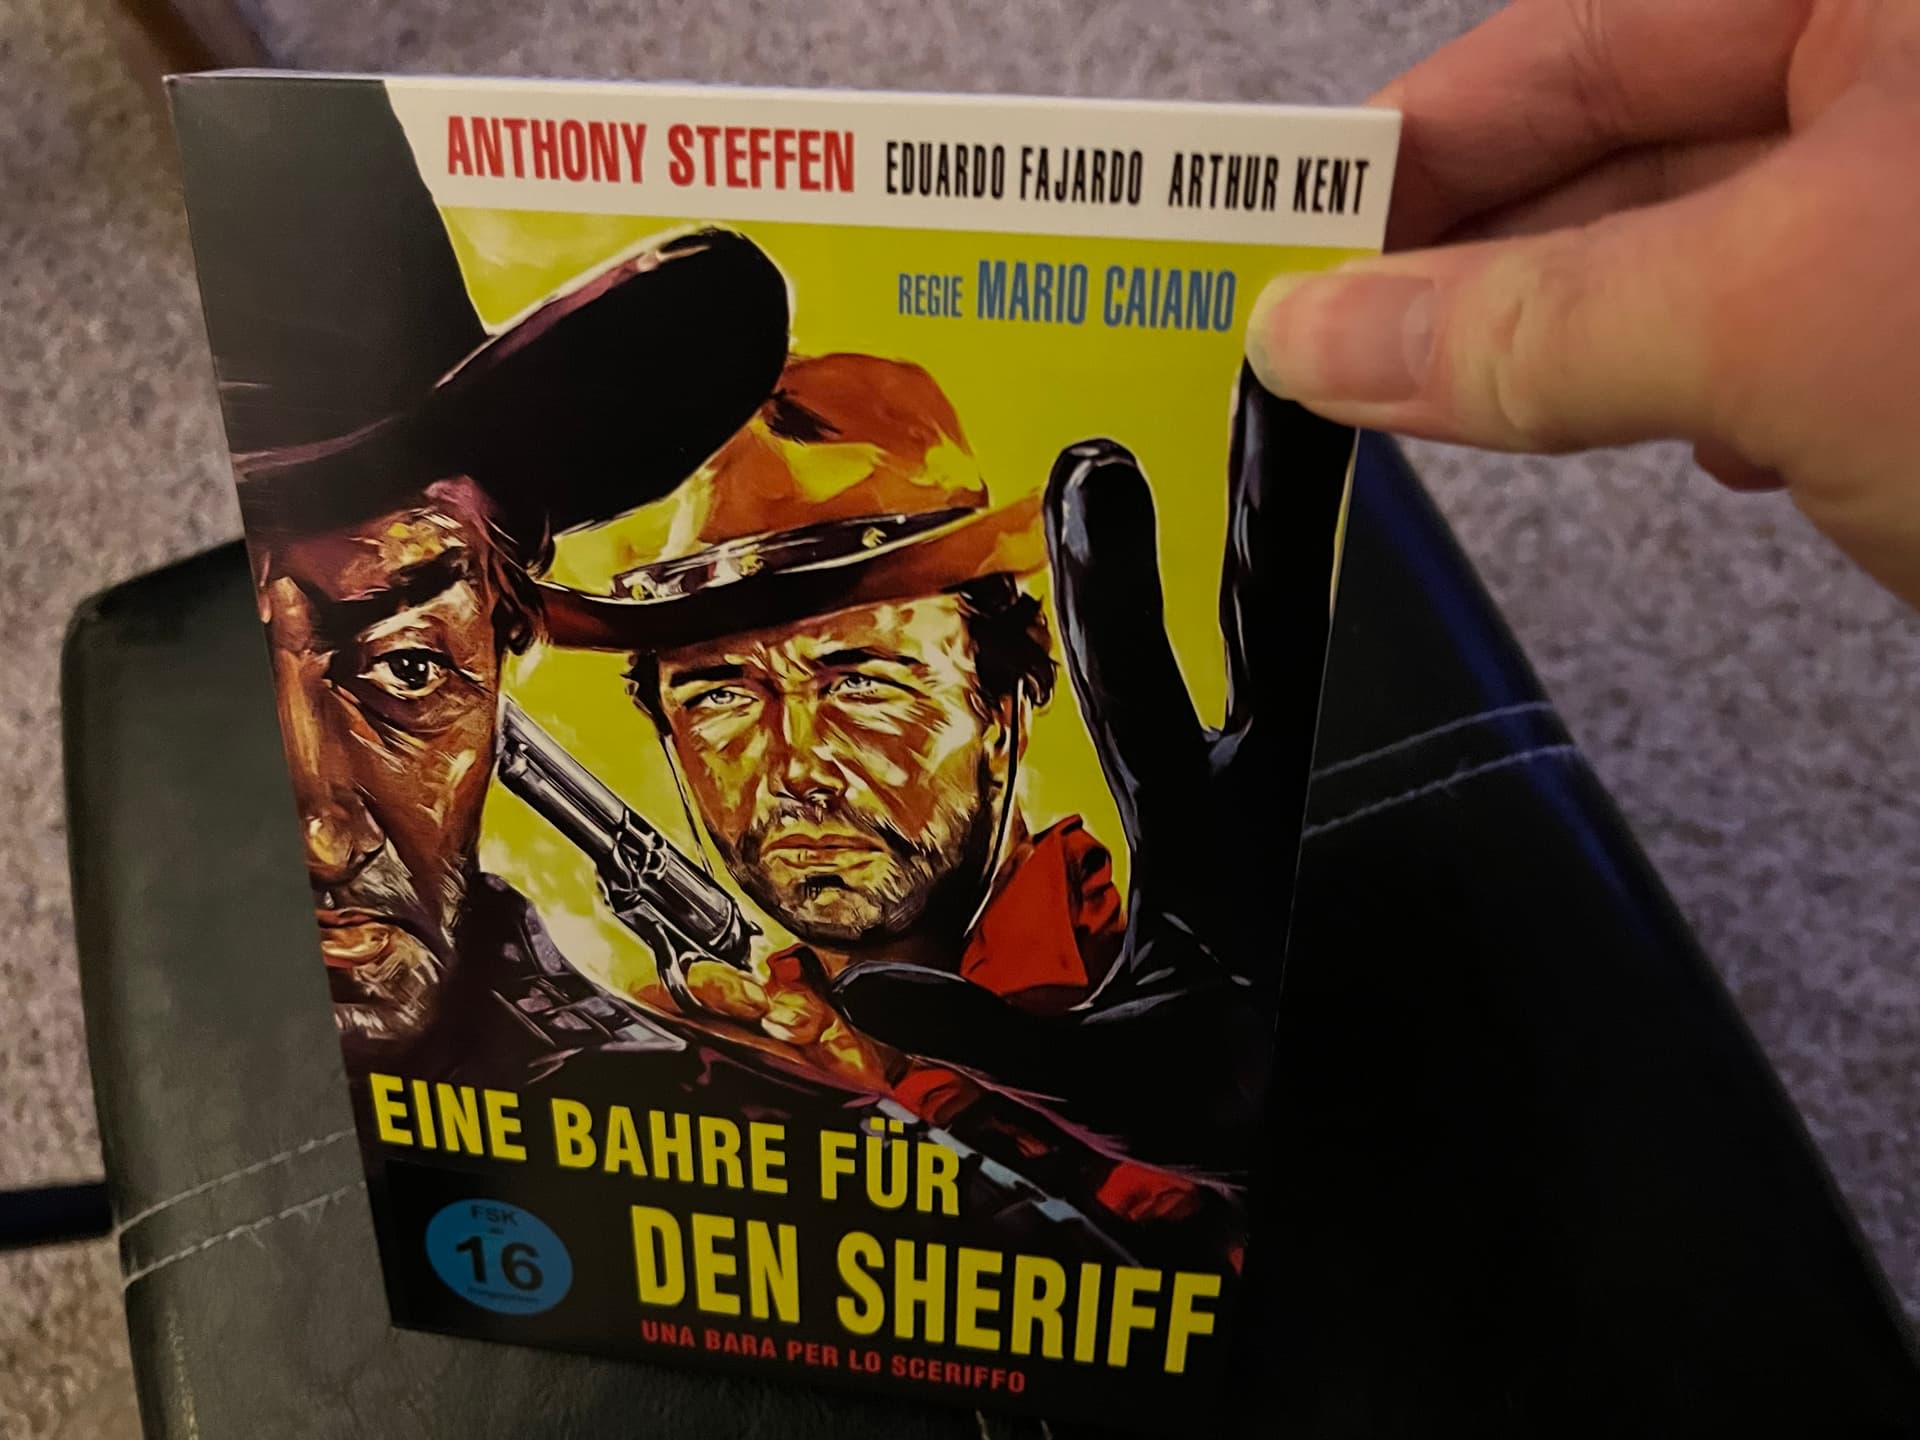 ANTHONY STEFFEN EDUARDO FAJARDO ARTHUR KENT
REGIE MARIO CAIANO
EINE BAHRE FÜR
DEN SHERIFF
UNA BARA PER LO SCERIFFO
FSK
ab
16